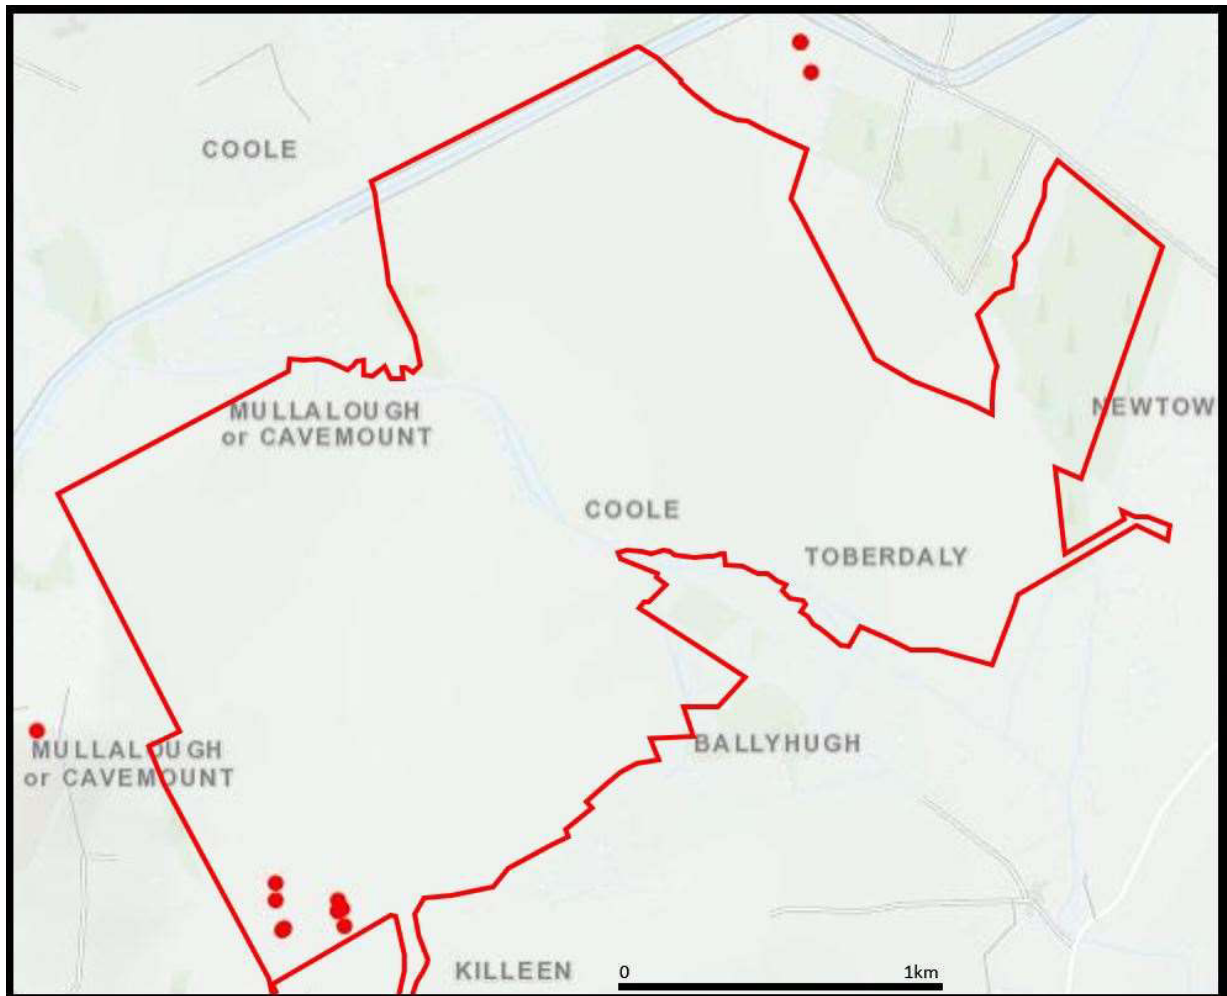 COOLE
MULLALOUGH
or CAVEMOUNT
NEWTOW
COOLE
TOBERDALY
MULLALOUGH
or CAVEMOUNT
BALLYHUGH
KILLEEN
0 1km